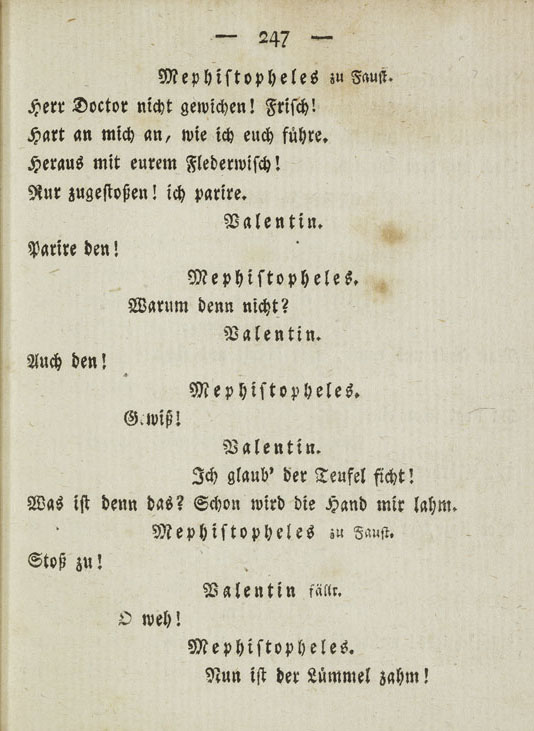 — 247 —
Mephistopheles zu Faust.
Herr Doctor nicht gewichen! Frisch!
Hart an mich an, wie ich euch führe.
Heraus mit eurem Flederwisch!
Nur zugestoßen! ich parire.
Valentin.
Parire den!
Mephistopheles.
Warum denn nicht?
Valentin.
Auch den!
Mephistopheles.
Gewiß!
Valentin.
Ich glaub' der Teufel ficht!
Was ist denn das? Schon wird die Hand mir lahm.
Mephistopheles zu Faust.
Stoß zu!
Valentin fällt.
O weh!
Mephistopheles.
Nun ist der Lümmel zahm!